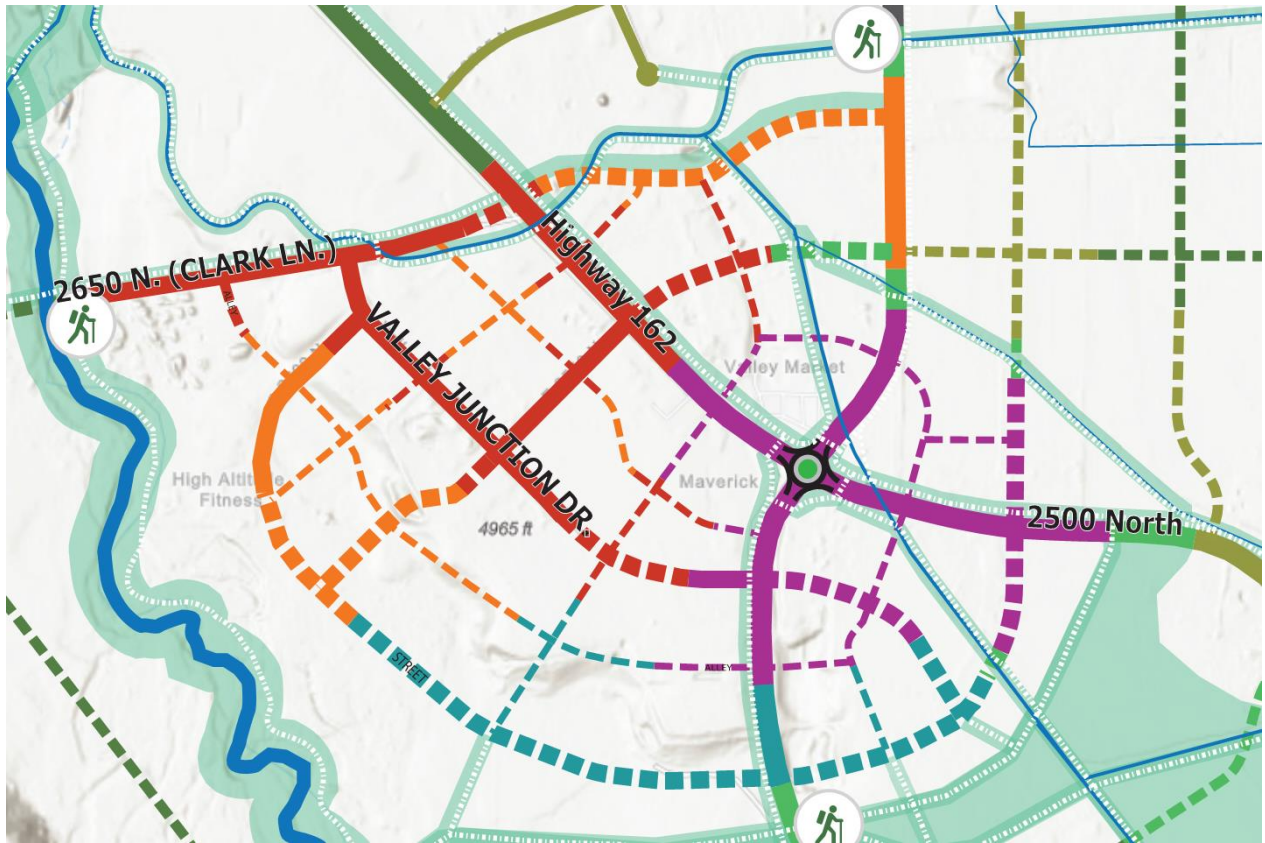 2650 N. (CLARK LN.)
Highway 162
ALLEY
VALLEY JUNCTION DR.
Valley Market
High Altitude
Fitness
Maverick
4965 ft
2500 North
STREET
ALLEY